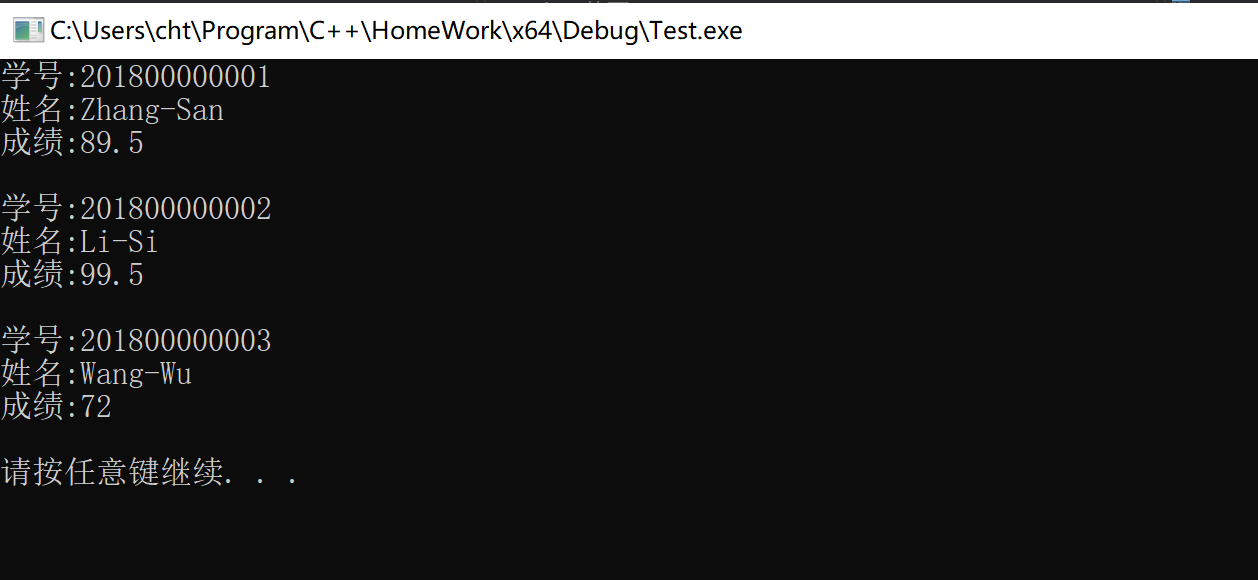 C:\Users\cht\Program\C++\HomeWork\x64\Debug\Test.exe
学号:201800000001
姓名:Zhang-San
成绩:89.5
学号:201800000002
姓名:Li-Si
成绩:99.5
学号:201800000003
姓名:Wang-Wu
成绩:72
请按任意键继续. . .